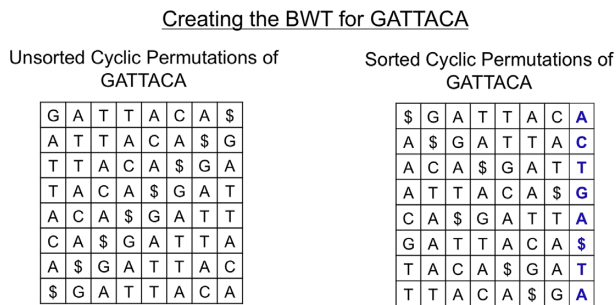 Creating the BWT for GATTACA
Unsorted Cyclic Permutations of
GATTACA
G A T T A C A $
A T T A C A $ G
T T A C A $ G A
T A C A $ G A T
A C A $ G A T T
C A $ G A T T A
A $ G A T T A C
$ G A T T A C A
Sorted Cyclic Permutations of
GATTACA
$ G A T T A C A
A $ G A T T A C
A C A $ G A T T
A T T A C A $ G
C A $ G A T T A
G A T T A C A $
T A C A $ G A T
T T A C A $ G A